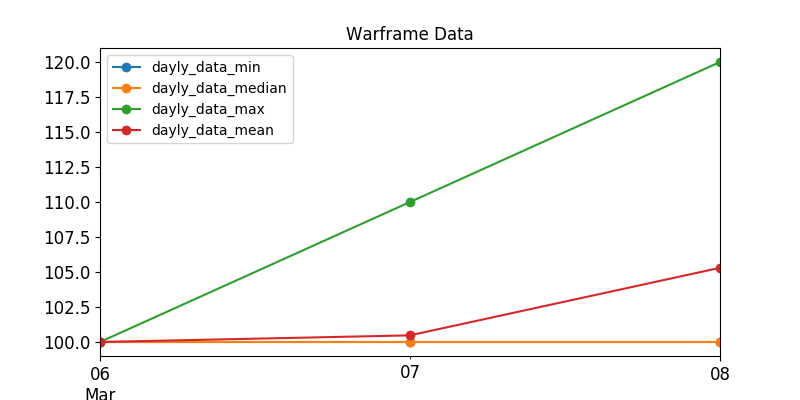 Warframe Data
dayly_data_min
dayly_data_median
dayly_data_max
dayly_data_mean
120.0
117.5
115.0
112.5
110.0
107.5
105.0
102.5
100.0
06 07 08
Mar